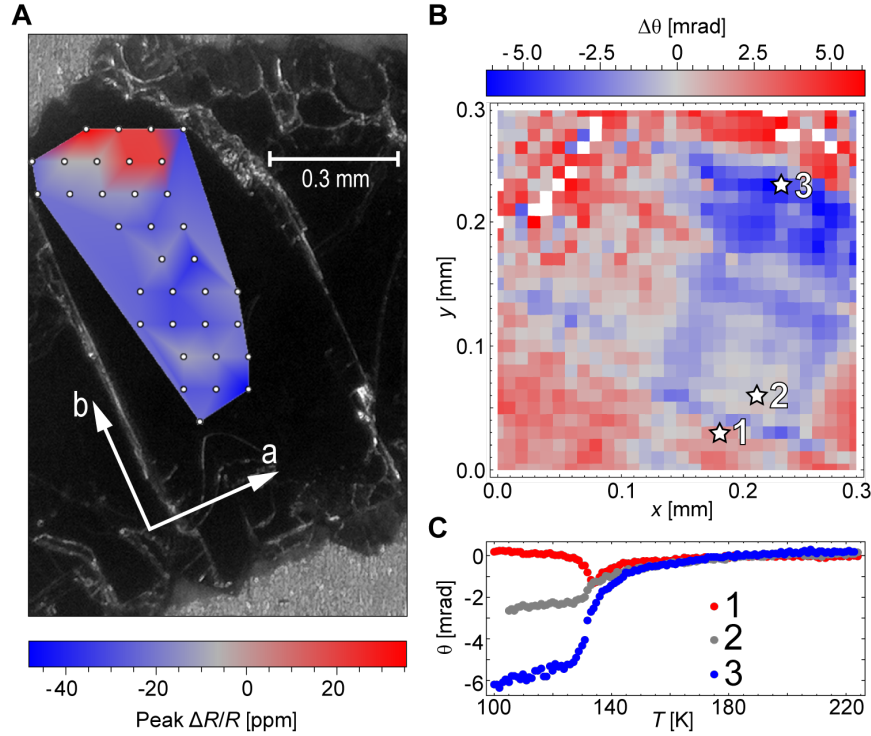 A
0.3 mm
b
a
-40 -20 0 20
Peak ΔR/R [ppm]
B
Δθ [mrad]
-5.0 -2.5 0 2.5 5.0
0.3
0.2
0.1
0.0
y [mm]
3
2
1
0.0 0.1 0.2 0.3
x [mm]
C
0
-2
-4
-6
θ [mrad]
1
2
3
100 140 180 220
T [K]